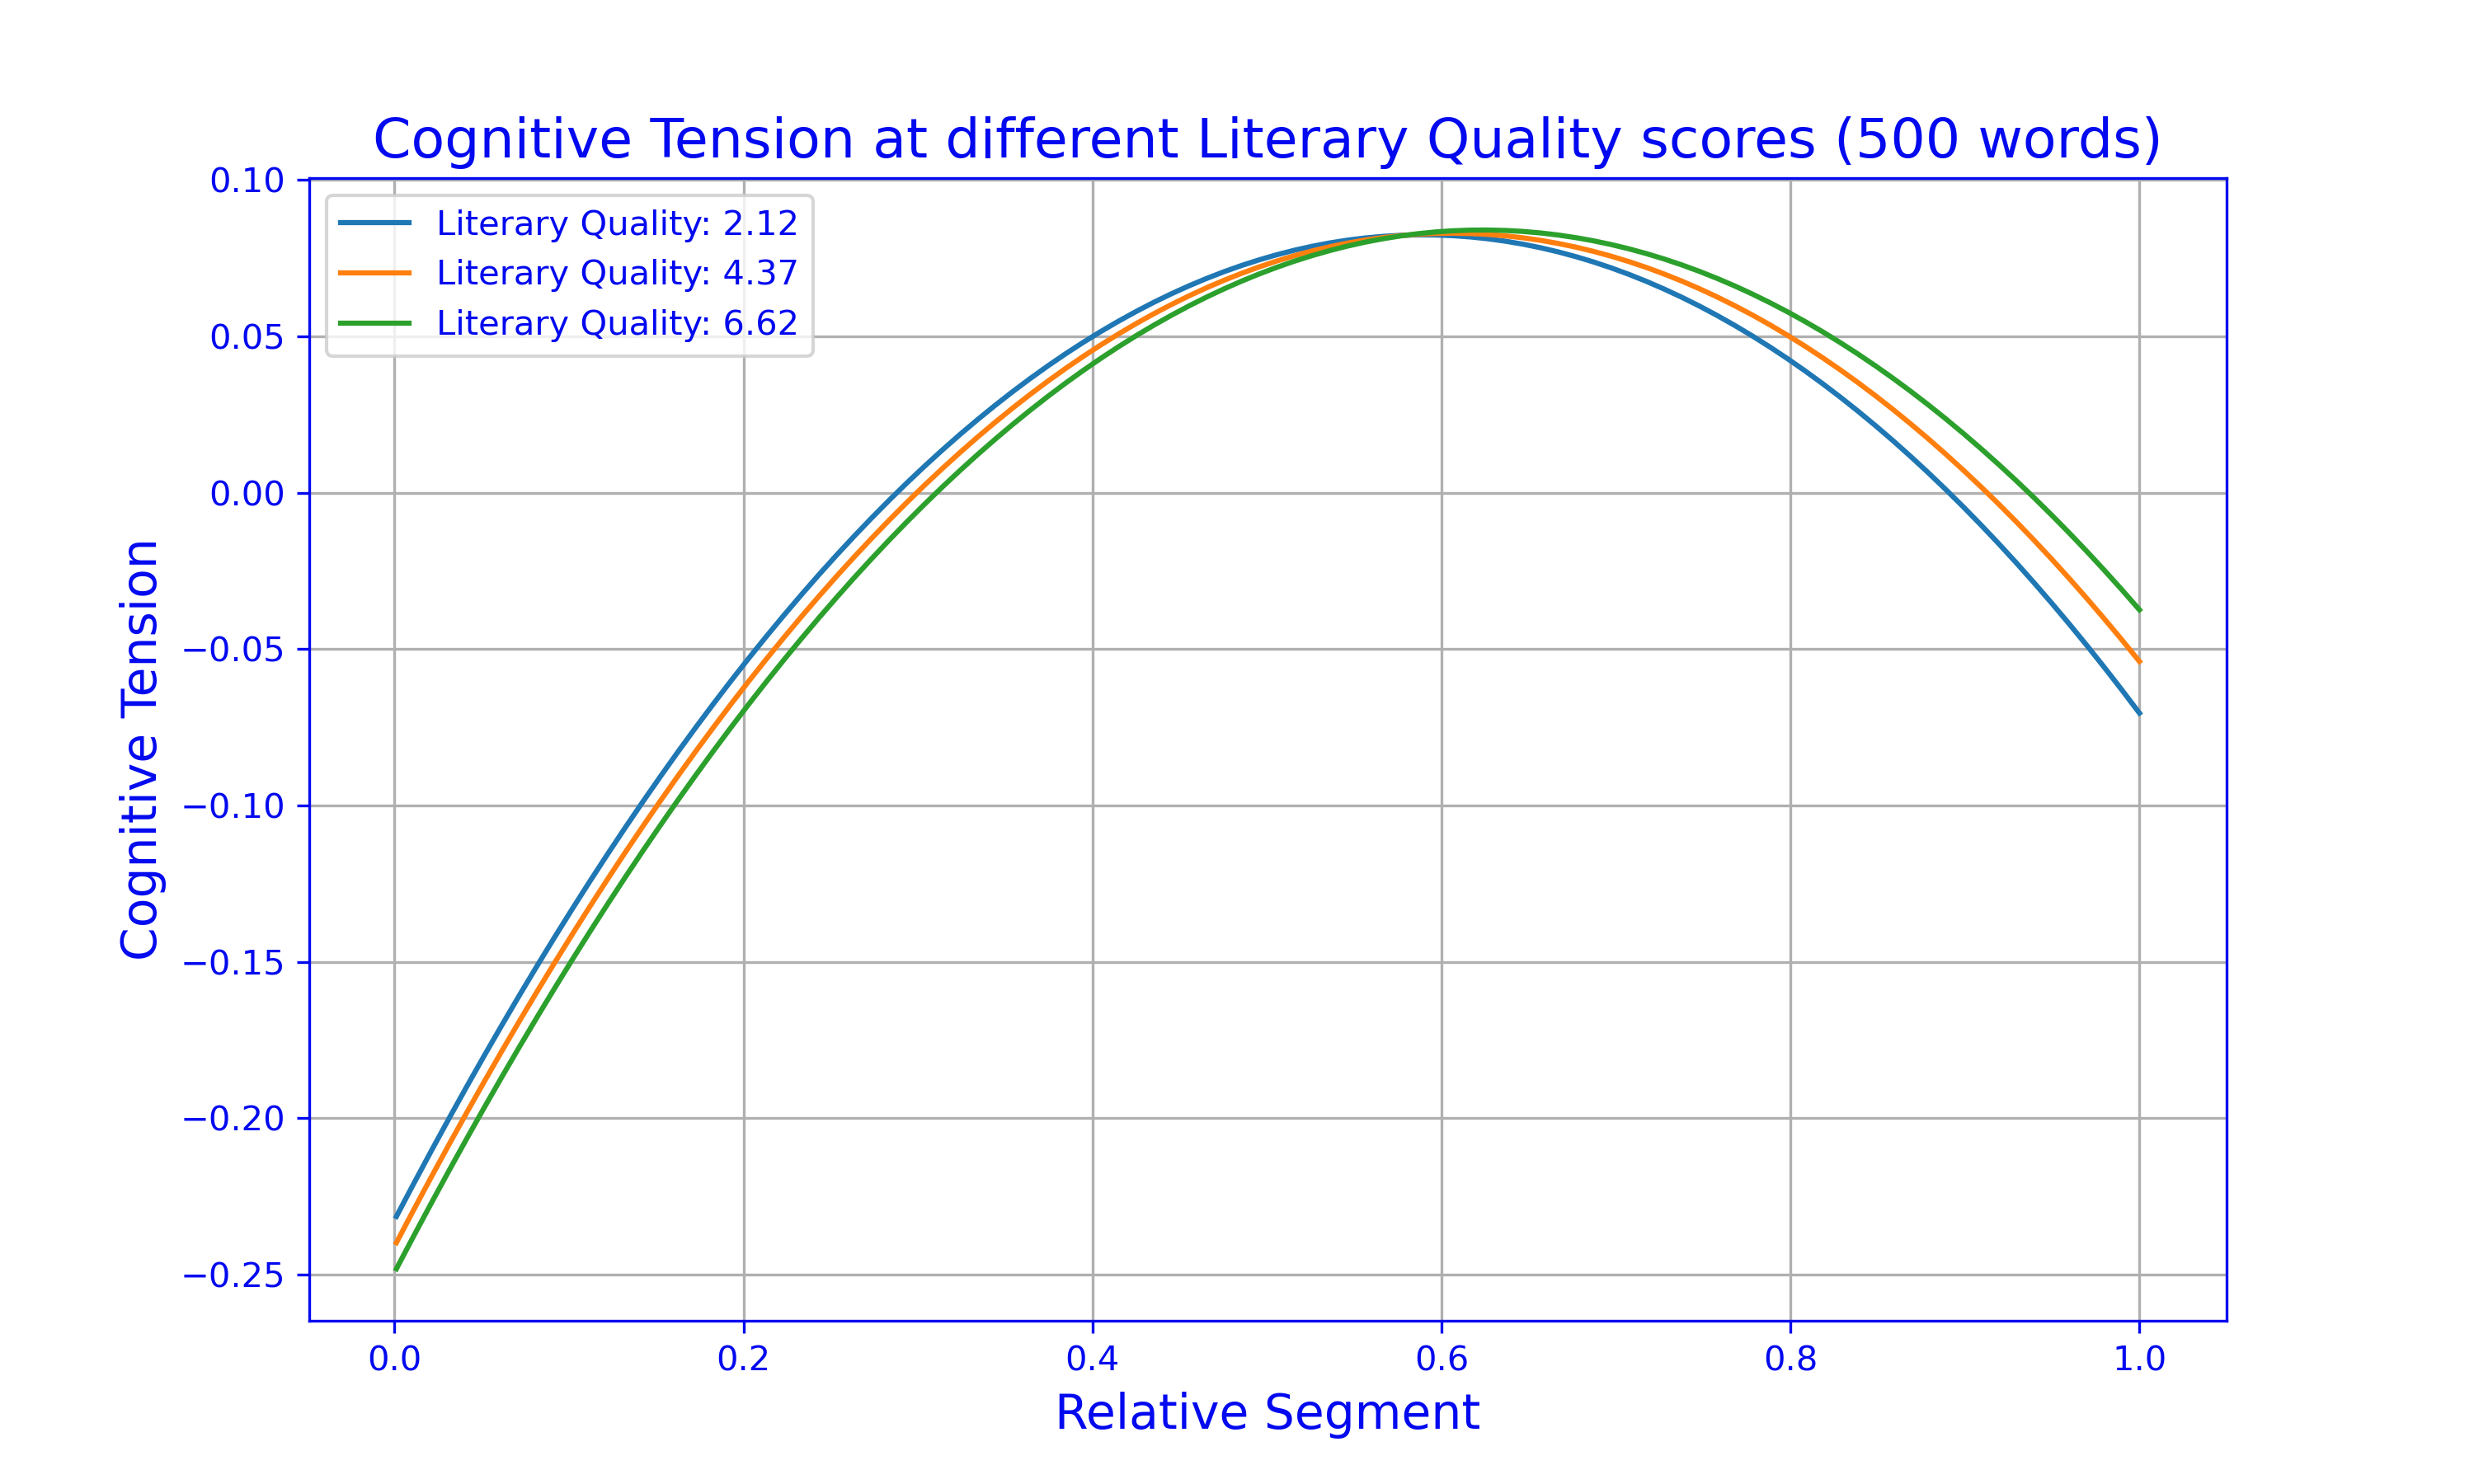 Cognitive Tension at different Literary Quality scores (500 words)
Literary Quality: 2.12
Literary Quality: 4.37
Literary Quality: 6.62
0.10
0.05
0.00
−0.05
−0.10
−0.15
−0.20
−0.25
Cognitive Tension
0.0 0.2 0.4 0.6 0.8 1.0
Relative Segment